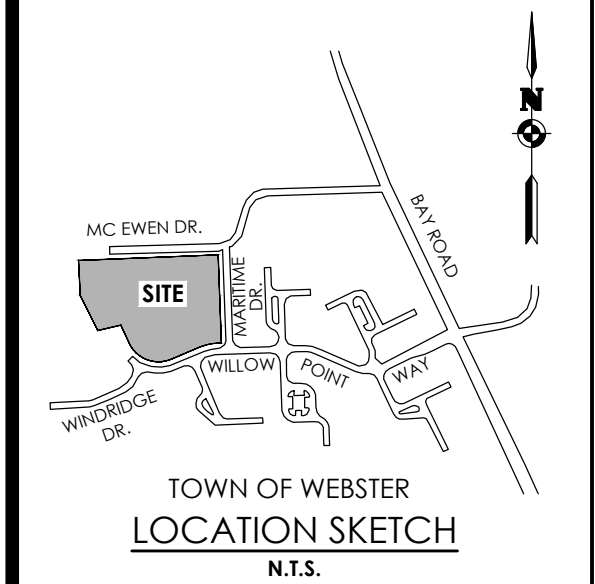 N
BAY ROAD
MC EWEN DR.
SITE
MARITIME
DR.
WILLOW POINT WAY
WINDRIDGE
DR.
TOWN OF WEBSTER
LOCATION SKETCH
N.T.S.